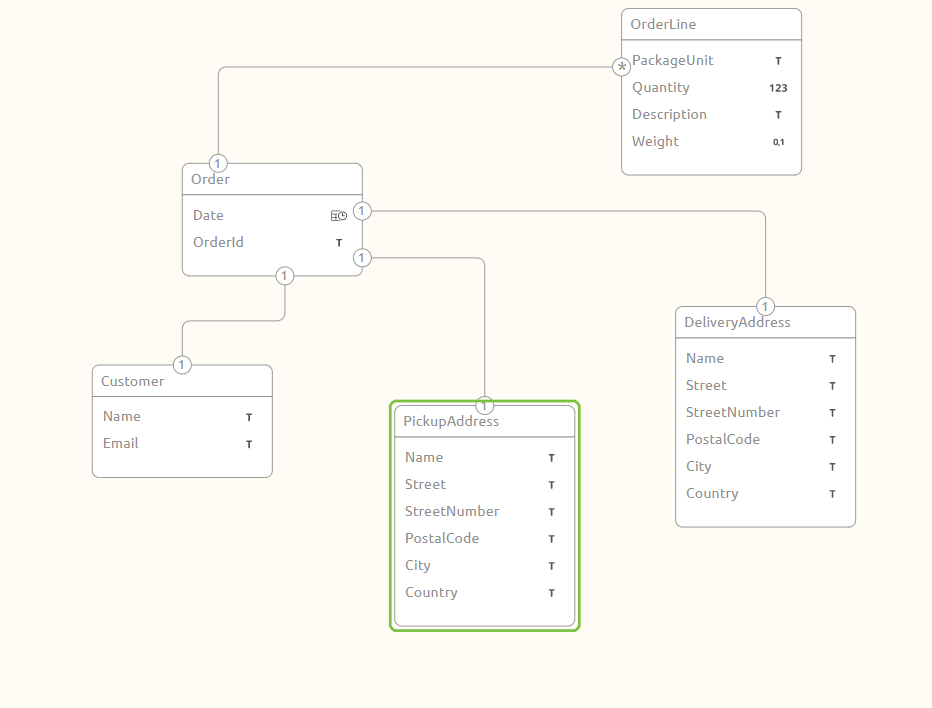 OrderLine
PackageUnit T
Quantity 123
Description T
Weight 0,1
*
1
Order
Date 1
OrderId T
1
1
1
Customer
Name T
Email T
1
PickupAddress
Name T
Street T
StreetNumber T
PostalCode T
City T
Country T
1
DeliveryAddress
Name T
Street T
StreetNumber T
PostalCode T
City T
Country T